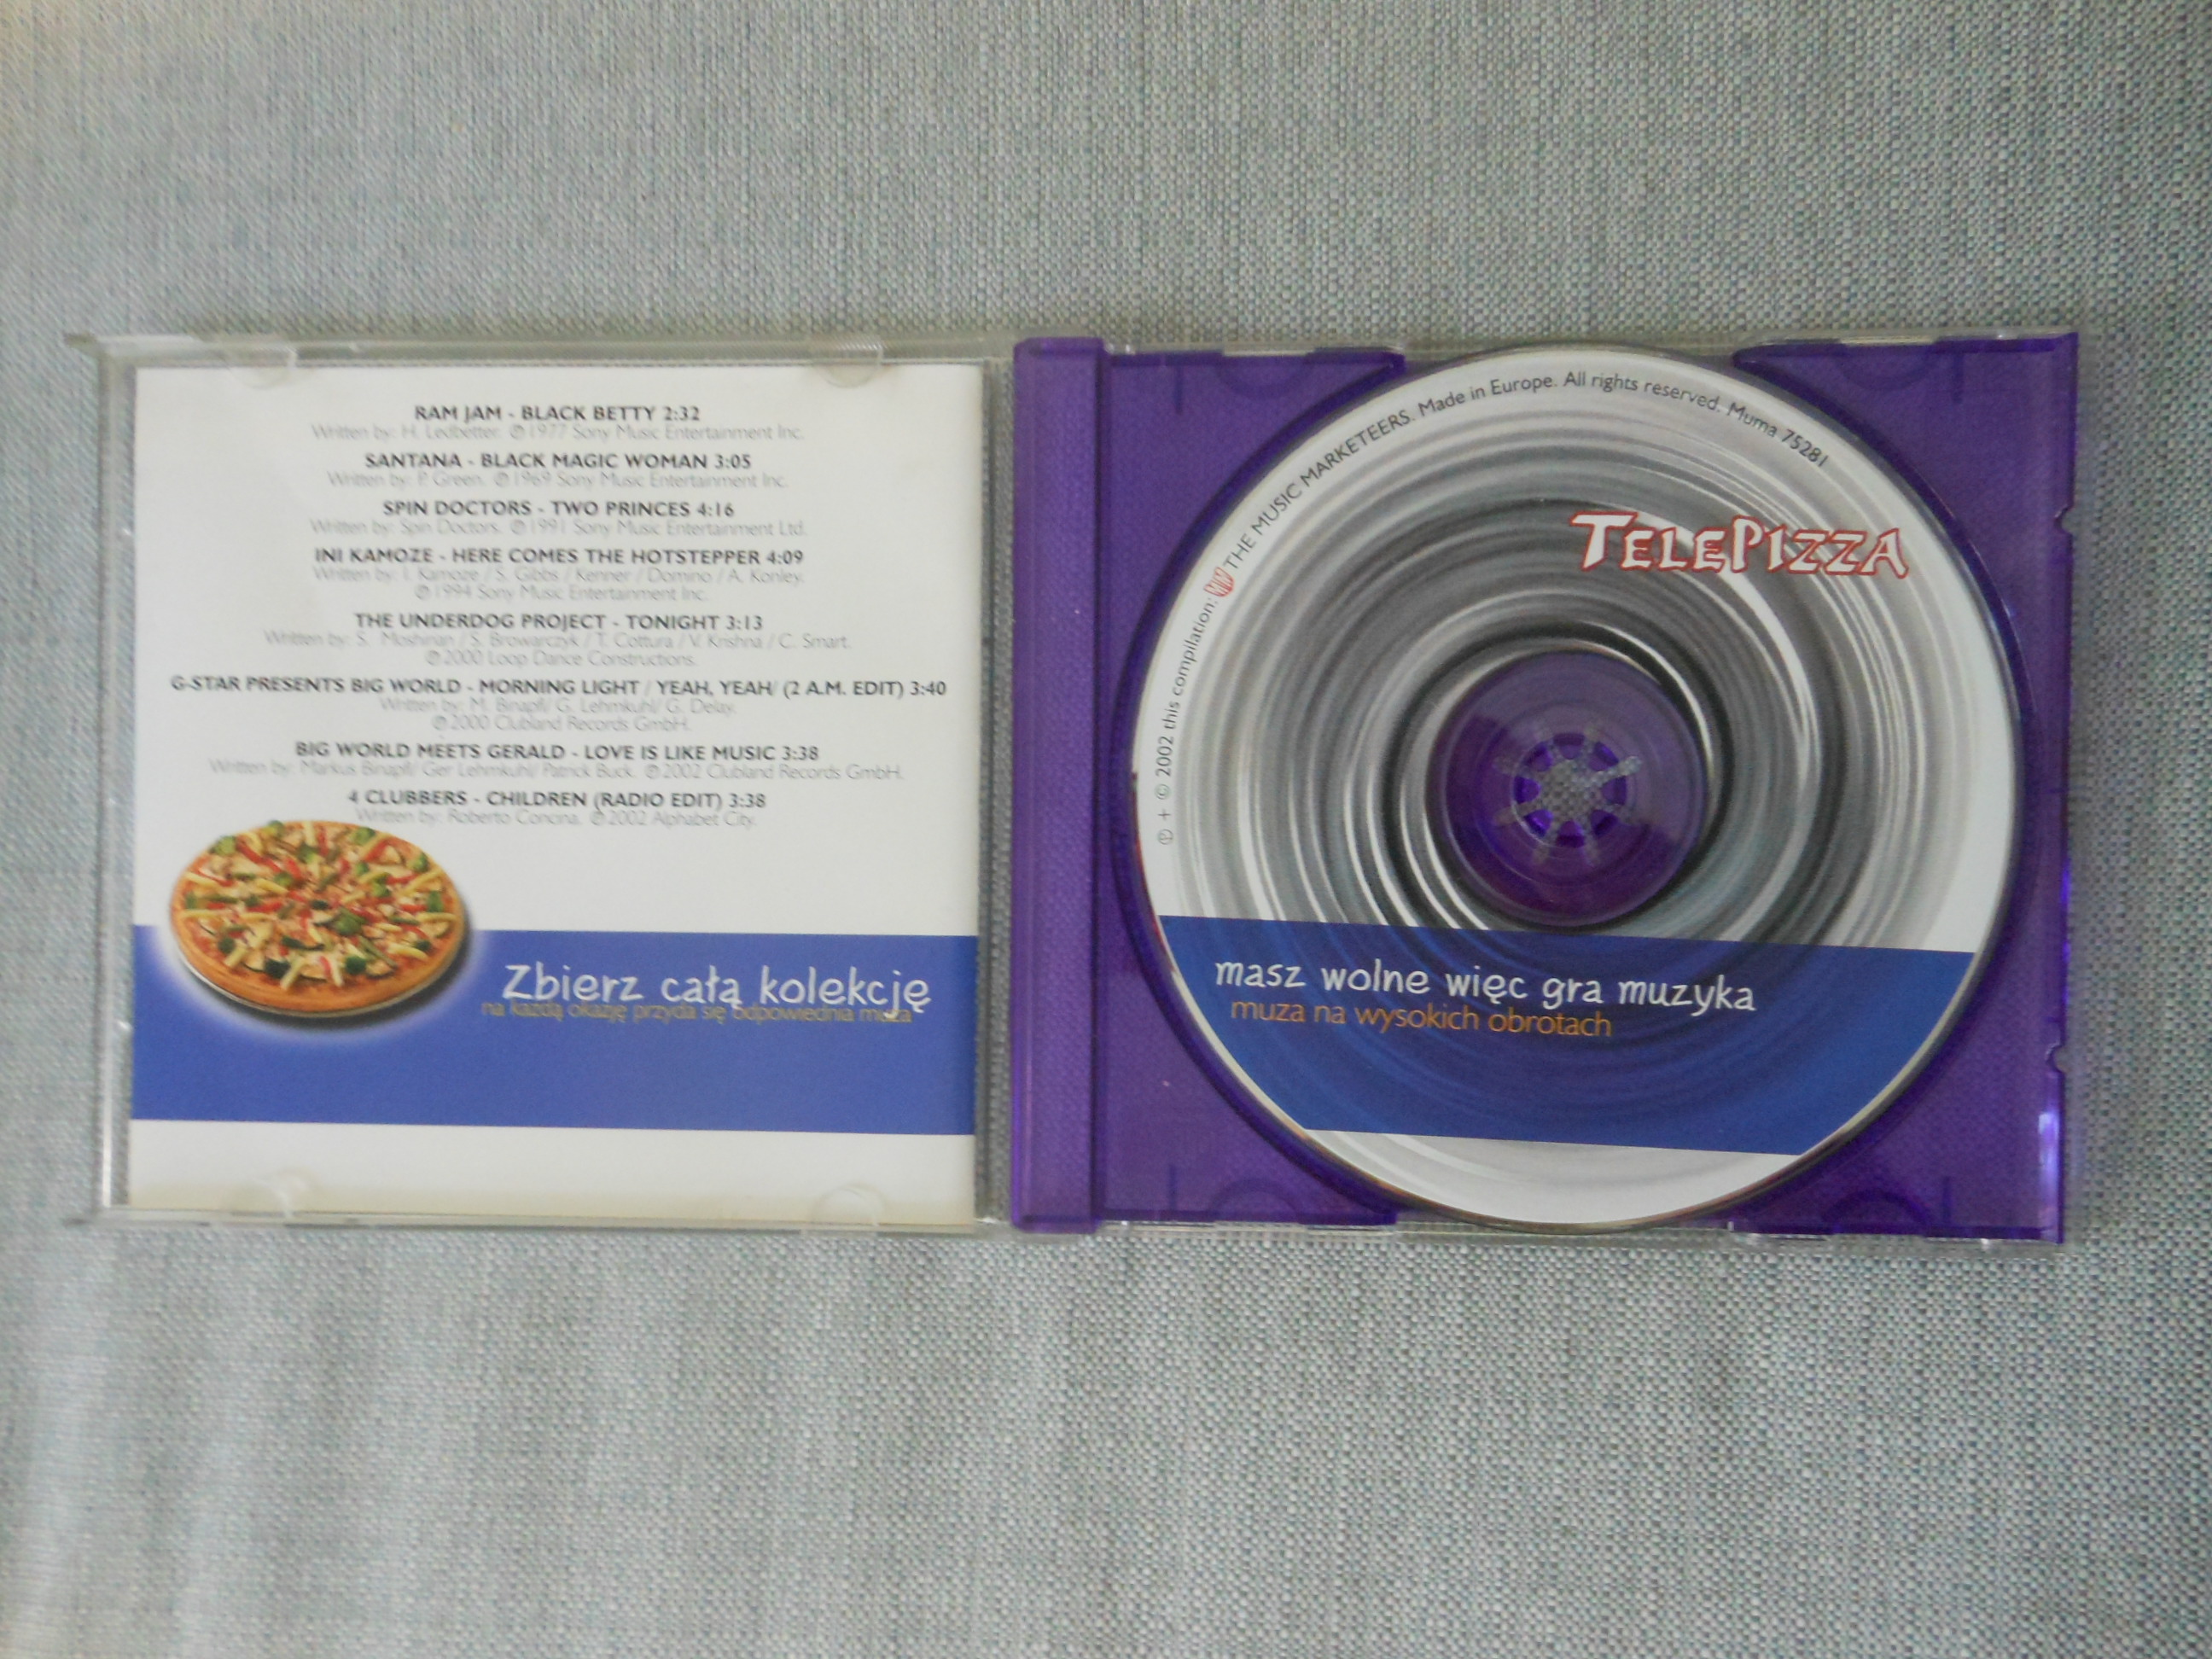 RAM JAM - BLACK BETTY 2:32
Written by: H. Ledbetter. ℗1977 Sony Music Entertainment Inc.
SANTANA - BLACK MAGIC WOMAN 3:05
Written by: P. Green. ℗1969 Sony Music Entertainment Inc.
SPIN DOCTORS - TWO PRINCES 4:16
Written by: Spin Doctors. ℗1991 Sony Music Entertainment Ltd.
INI KAMOZE - HERE COMES THE HOTSTEPPER 4:09
Written by: I. Kamoze / S. Gibbs / Kenner / Domino / A. Konley.
℗1994 Sony Music Entertainment Inc.
THE UNDERDOG PROJECT - TONIGHT 3:13
Written by: S. Moshirian / S. Browarczyk / T. Cottura / V. Krishna / C. Smart.
℗2000 Loop Dance Constructions.
G-STAR PRESENTS BIG WORLD - MORNING LIGHT / YEAH, YEAH/ (2 A.M. EDIT) 3:40
Written by: M. Binapfl/ G. Lehmkuhl/ G. Delay.
℗2000 Clubland Records GmbH.
BIG WORLD MEETS GERALD - LOVE IS LIKE MUSIC 3:38
Written by: Markus Binapfl/ Ger Lehmkuhl/ Patrick Buck. ℗2002 Clubland Records GmbH.
4 CLUBBERS - CHILDREN (RADIO EDIT) 3:38
Written by: Roberto Concina. ℗2002 Alphabet City.
Zbierz całą kolekcję
na każdą okazję przyda się odpowiednia muza
℗ + © 2002 this compilation: MM THE MUSIC MARKETEERS. Made in Europe. All rights reserved. Muma 75281
TELEPIZZA
masz wolne więc gra muzyka
muza na wysokich obrotach